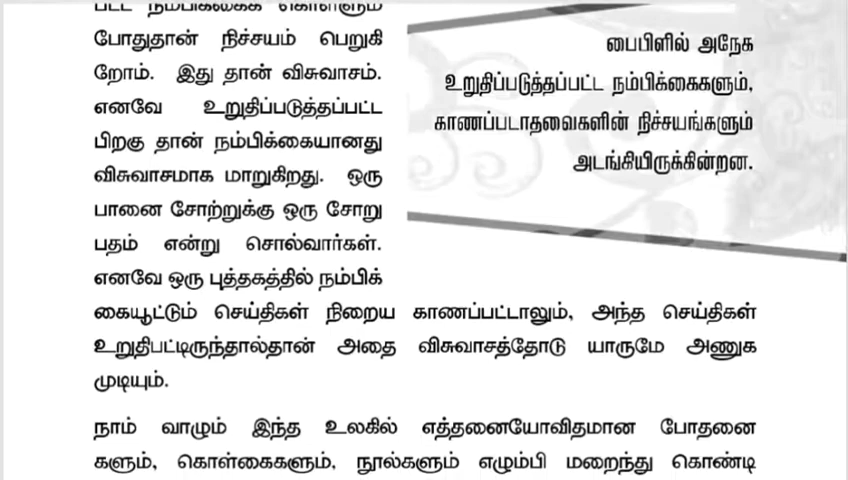 பட்ட நம்பிக்கைக் கொள்ளும்
போதுதான் நிச்சயம் பெறுகி
றோம். இது தான் விசுவாசம்.
எனவே உறுதிப்படுத்தப்பட்ட
பிறகு தான் நம்பிக்கையானது
விசுவாசமாக மாறுகிறது. ஒரு
பானை சோற்றுக்கு ஒரு சோறு
பதம் என்று சொல்வார்கள்.
எனவே ஒரு புத்தகத்தில் நம்பிக்
கையூட்டும் செய்திகள் நிறைய காணப்பட்டாலும், அந்த செய்திகள்
உறுதிபட்டிருந்தால்தான் அதை விசுவாசத்தோடு யாருமே அணுக
முடியும்.
பைபிளில் அநேக
உறுதிப்படுத்தப்பட்ட நம்பிக்கைகளும்,
காணப்படாதவைகளின் நிச்சயங்களும்
அடங்கியிருக்கின்றன.
நாம் வாழும் இந்த உலகில் எத்தனையோவிதமான போதனை
களும், கொள்கைகளும், நூல்களும் எழும்பி மறைந்து கொண்டி